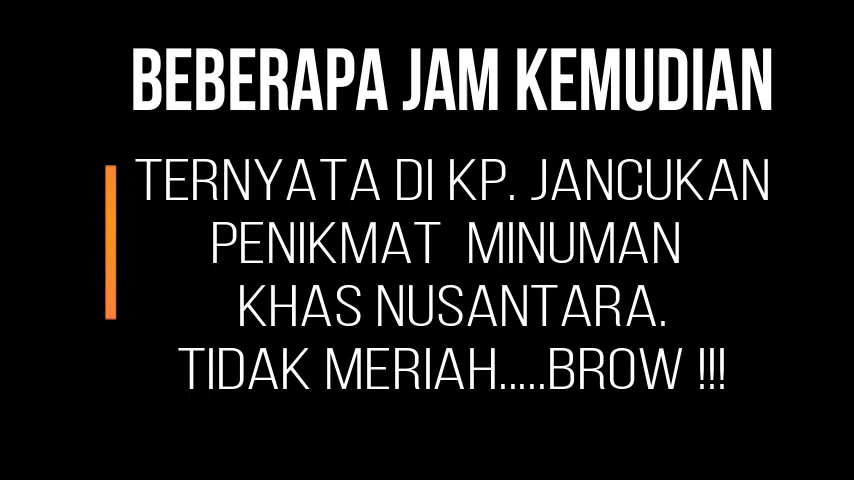 BEBERAPA JAM KEMUDIAN
TERNYATA DI KP. JANCUKAN
PENIKMAT MINUMAN
KHAS NUSANTARA.
TIDAK MERIAH.....BROW !!!